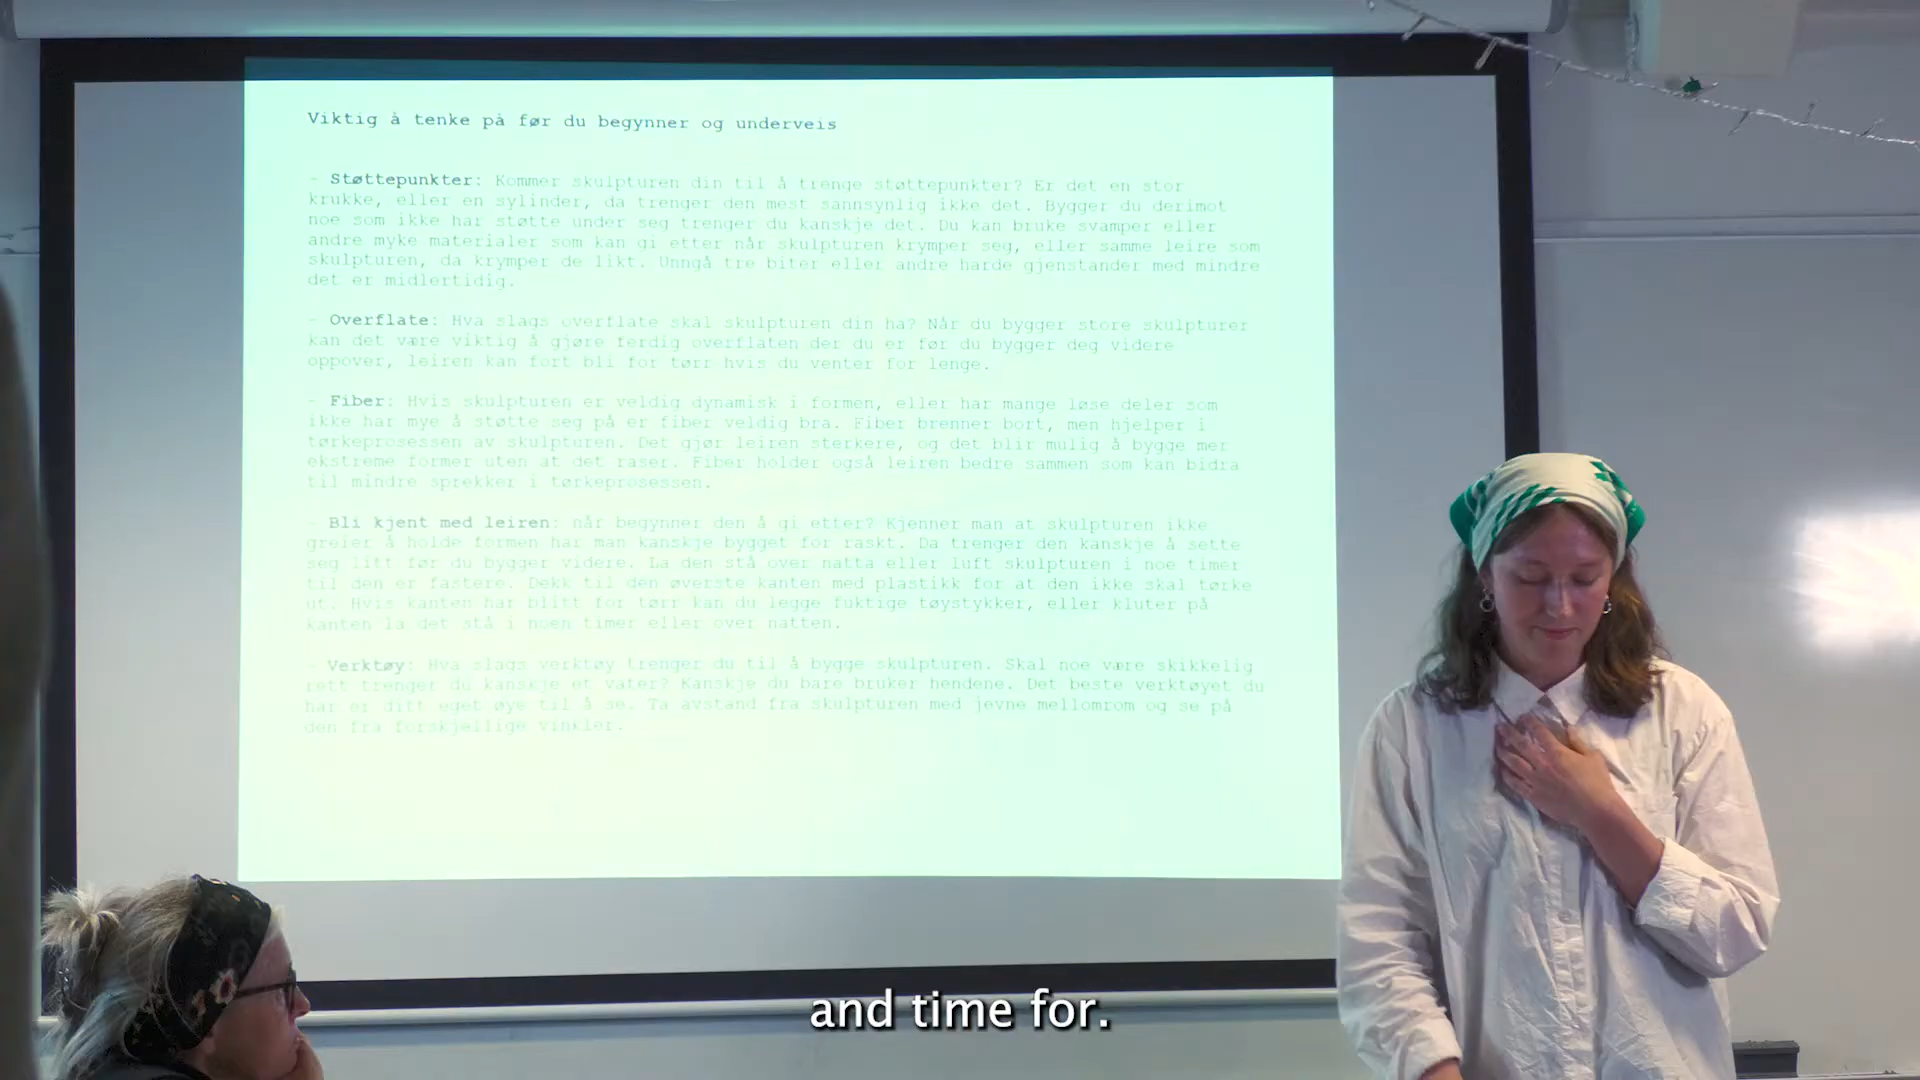 Viktig å tenke på før du begynner og underveis
- Støttepunkter: Kommer skulpturen din til å trenge støttepunkter? Er det en stor
krukke, eller en sylinder, da trenger den mest sannsynlig ikke det. Bygger du derimot
noe som ikke har støtte under seg trenger du kanskje det. Du kan bruke svamper eller
andre myke materialer som kan gi etter når skulpturen krymper seg, eller samme leire som
skulpturen, da krymper de likt. Unngå tre biter eller andre harde gjenstander med mindre
det er midlertidig.
- Overflate: Hva slags overflate skal skulpturen din ha? Når du bygger store skulpturer
kan det være viktig å gjøre ferdig overflaten der du er før du bygger deg videre
oppover, leiren kan fort bli for tørr hvis du venter for lenge.
- Fiber: Hvis skulpturen er veldig dynamisk i formen, eller har mange løse deler som
ikke har mye å støtte seg på er fiber veldig bra. Fiber brenner bort, men hjelper i
tørkeprosessen av skulpturen. Det gjør leiren sterkere, og det blir mulig å bygge mer
ekstreme former uten at det raser. Fiber holder også leiren bedre sammen som kan bidra
til mindre sprekker i tørkeprosessen.
- Bli kjent med leiren: når begynner den å gi etter? Kjenner man at skulpturen ikke
greier å holde formen har man kanskje bygget for raskt. Da trenger den kanskje å sette
seg litt før du bygger videre. La den stå over natta eller luft skulpturen i noe timer
til den er fastere. Dekk til den øverste kanten med plastikk for at den ikke skal tørke
ut. Hvis kanten har blitt for tørr kan du legge fuktige tøystykker, eller kluter på
kanten la det stå i noen timer eller over natten.
- Verktøy: Hva slags verktøy trenger du til å bygge skulpturen. Skal noe være skikkelig
rett trenger du kanskje et vater? Kanskje du bare bruker hendene. Det beste verktøyet du
har er ditt eget øye til å se. Ta avstand fra skulpturen med jevne mellomrom og se på
den fra forskjellige vinkler.
and time for.